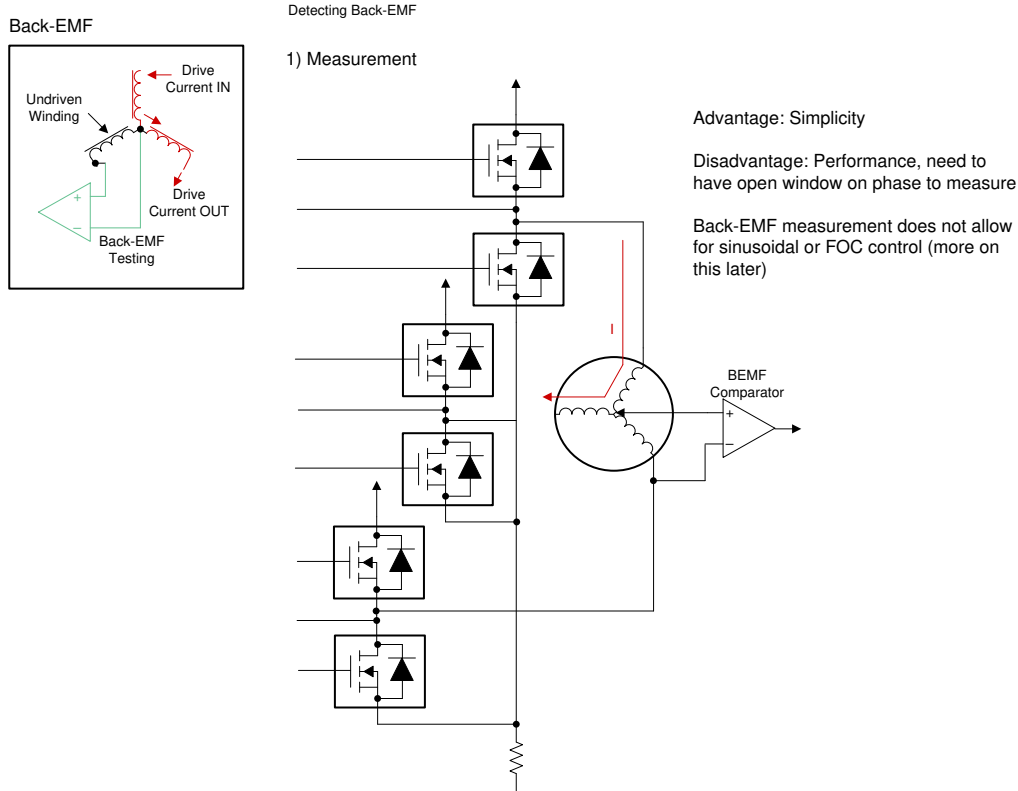 Detecting Back-EMF
Back-EMF
Drive
Current IN
Undriven
Winding
Drive
Current OUT
+
−
Back-EMF
Testing
1) Measurement
Advantage: Simplicity
Disadvantage: Performance, need to
have open window on phase to measure
Back-EMF measurement does not allow
for sinusoidal or FOC control (more on
this later)
I
BEMF
Comparator
+
−